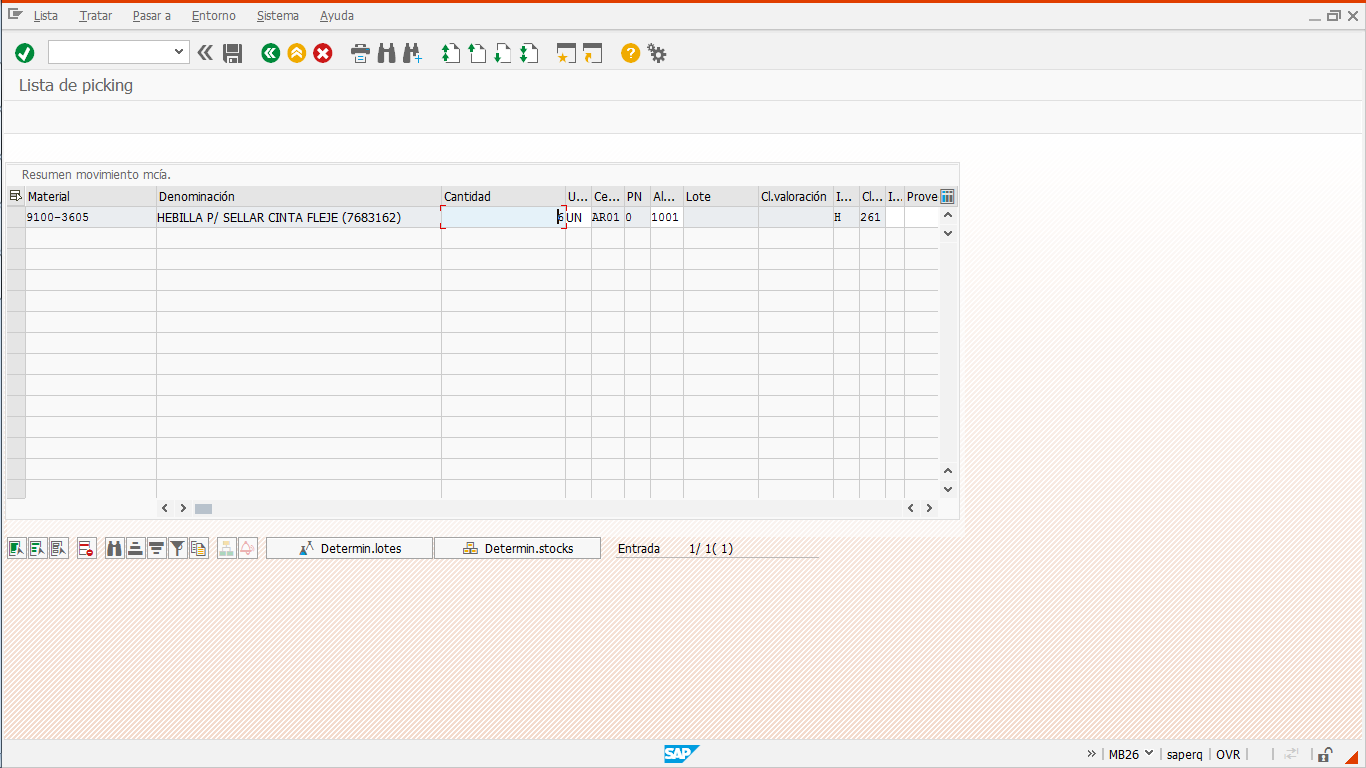 Lista Tratar Pasar a Entorno Sistema Ayuda
Lista de picking
Resumen movimiento mcía.
Material Denominación Cantidad U... Ce... PN Al... Lote Cl.valoración I... Cl... I... Prove
9100-3605 HEBILLA P/ SELLAR CINTA FLEJE (7683162) 6 UN AR01 0 1001 H 261
Determin.lotes Determin.stocks Entrada 1/ 1( 1)
SAP MB26 saperq OVR